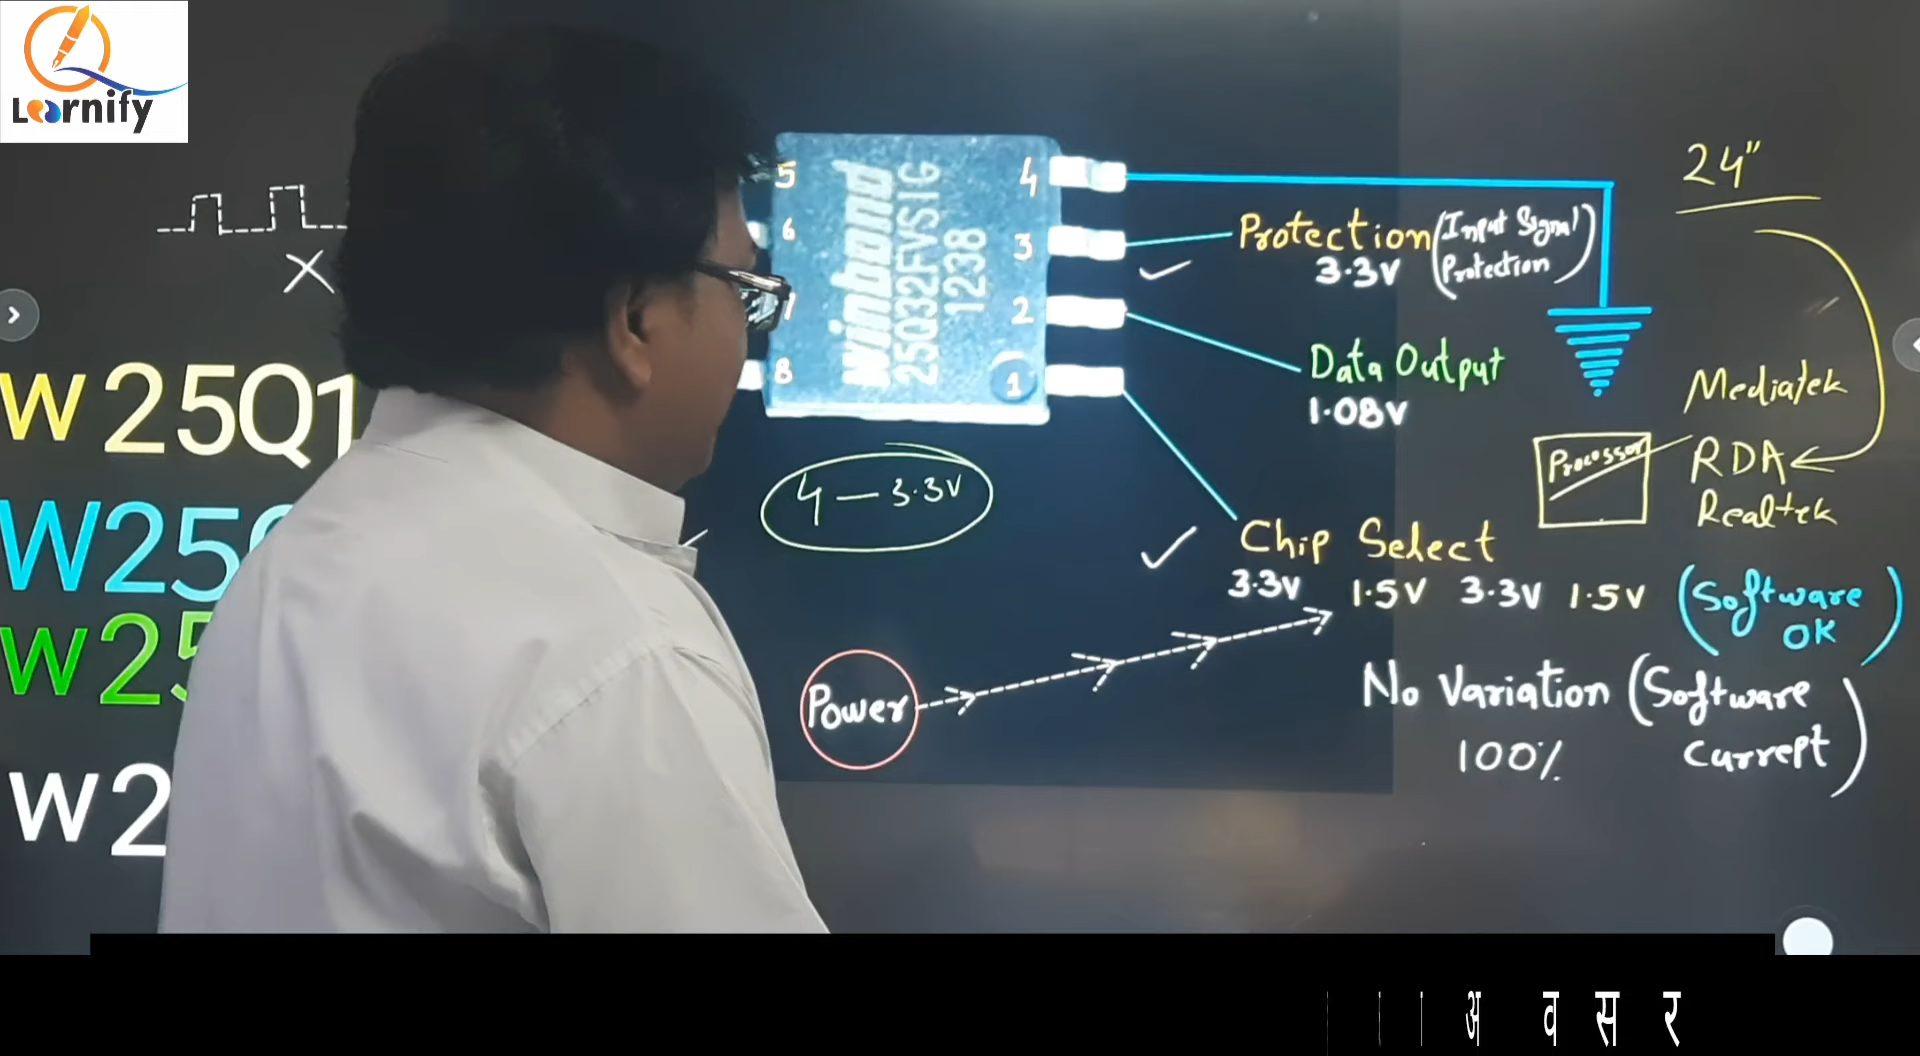 Learnify
24"
5
4
6
3
7
2
8
1
winbond
25Q32FVSIG
1238
Protection (Input Signal Protection)
3.3V
Data Output
1.08V
Mediatek
Processor
RDA
Realtek
W25Q1
W25
W25
W2
4 — 3.3V
Chip Select
3.3V 1.5V 3.3V 1.5V (Software OK)
Power
No Variation (Software Currept)
100%
अवसर